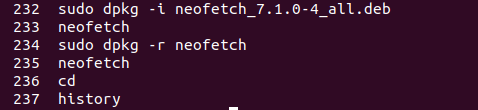 232 sudo dpkg -i neofetch_7.1.0-4_all.deb
233 neofetch
234 sudo dpkg -r neofetch
235 neofetch
236 cd
237 history